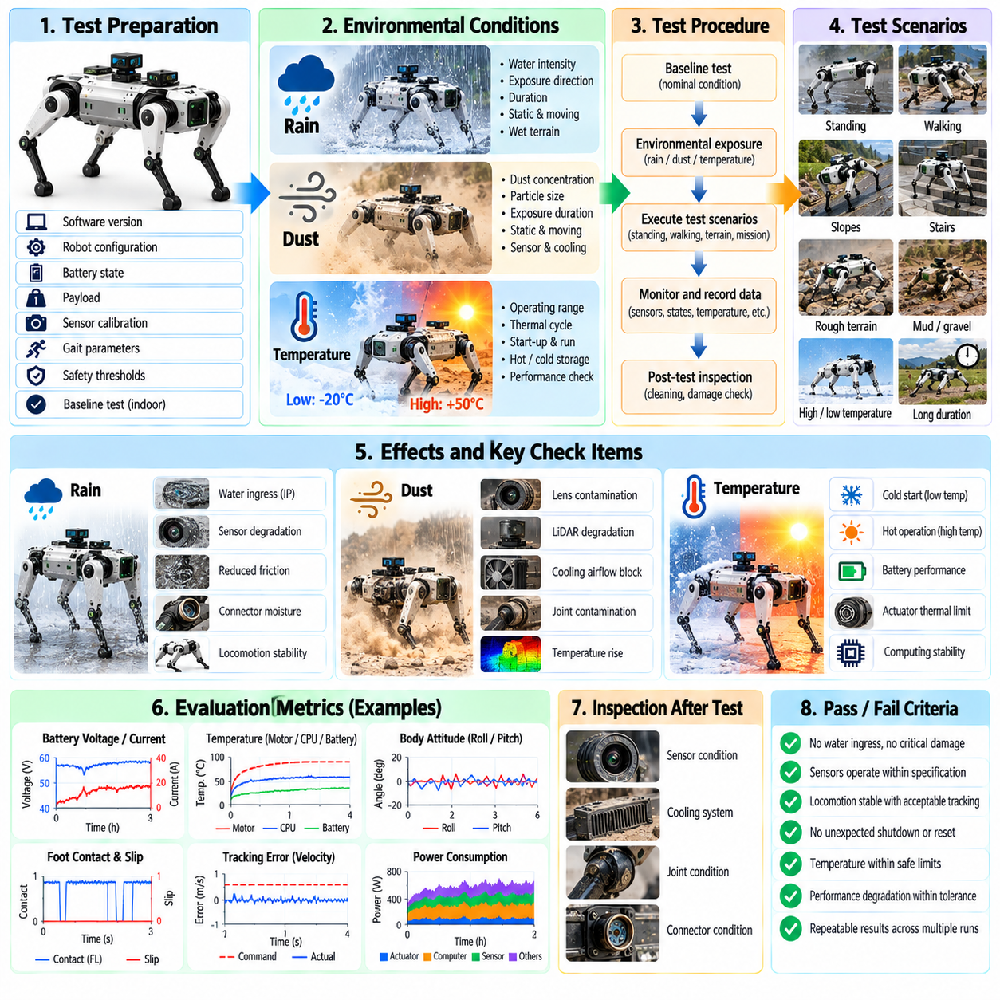 1. Test Preparation
Software version
Robot configuration
Battery state
Payload
Sensor calibration
Gait parameters
Safety thresholds
Baseline test (indoor)
2. Environmental Conditions
Rain
• Water intensity
• Exposure direction
• Duration
• Static & moving
• Wet terrain
Dust
• Dust concentration
• Particle size
• Exposure duration
• Static & moving
• Sensor & cooling
Temperature
Low: -20°C
High: +50°C
• Operating range
• Thermal cycle
• Start-up & run
• Hot / cold storage
• Performance check
3. Test Procedure
Baseline test
(nominal condition)
Environmental exposure
(rain / dust / temperature)
Execute test scenarios
(standing, walking, terrain, mission)
Monitor and record data
(sensors, states, temperature, etc.)
Post-test inspection
(cleaning, damage check)
4. Test Scenarios
Standing
Walking
Slopes
Stairs
Rough terrain
Mud / gravel
High / low temperature
Long duration
5. Effects and Key Check Items
Rain
Water ingress (IP)
Sensor degradation
Reduced friction
Connector moisture
Locomotion stability
Dust
Lens contamination
LiDAR degradation
Cooling airflow block
Joint contamination
Temperature rise
Temperature
Cold start (low temp)
Hot operation (high temp)
Battery performance
Actuator thermal limit
Computing stability
6. Evaluation Metrics (Examples)
Battery Voltage / Current
Voltage (V)
60
50
40
40
20
0
Current (A)
0
3
Time (h)
Temperature (Motor / CPU / Battery)
Temp. (°C)
100
50
0
0
1
4
Motor
CPU
Battery
Body Attitude (Roll / Pitch)
Angle (deg)
20
0
-20
0
2
3
6
Roll
Pitch
Foot Contact & Slip
Contact
1
0
1
0
Slip
0
3
Time (s)
Contact (FL)
Slip
Tracking Error (Velocity)
Error (m/s)
1
0
-1
1
4
Time (s)
Command
Actual
Power Consumption
Power (W)
800
400
0
0
2
Time (h)
Actuator
Computer
Sensor
Others
7. Inspection After Test
Sensor condition
Cooling system
Joint condition
Connector condition
8. Pass / Fail Criteria
No water ingress, no critical damage
Sensors operate within specification
Locomotion stable with acceptable tracking
No unexpected shutdown or reset
Temperature within safe limits
Performance degradation within tolerance
Repeatable results across multiple runs